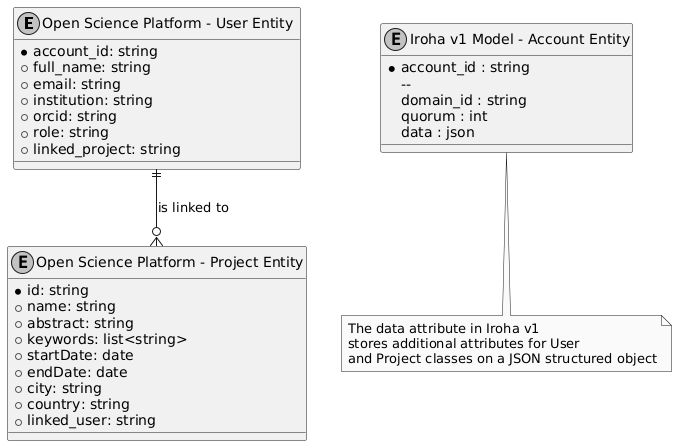 E Open Science Platform - User Entity
account_id: string
full_name: string
email: string
institution: string
orcid: string
role: string
linked_project: string
is linked to
E Open Science Platform - Project Entity
id: string
name: string
abstract: string
keywords: list<string>
startDate: date
endDate: date
city: string
country: string
linked_user: string
E Iroha v1 Model - Account Entity
account_id : string
--
domain_id : string
quorum : int
data : json
The data attribute in Iroha v1
stores additional attributes for User
and Project classes on a JSON structured object